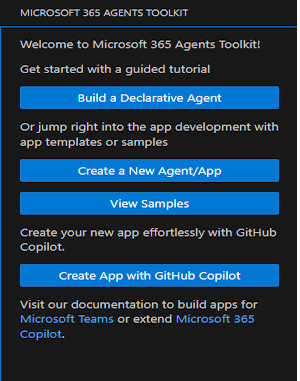 MICROSOFT 365 AGENTS TOOLKIT
Welcome to Microsoft 365 Agents Toolkit!
Get started with a guided tutorial
Build a Declarative Agent
Or jump right into the app development with
app templates or samples
Create a New Agent/App
View Samples
Create your new app effortlessly with GitHub
Copilot.
Create App with GitHub Copilot
Visit our documentation to build apps for
Microsoft Teams or extend Microsoft 365
Copilot.